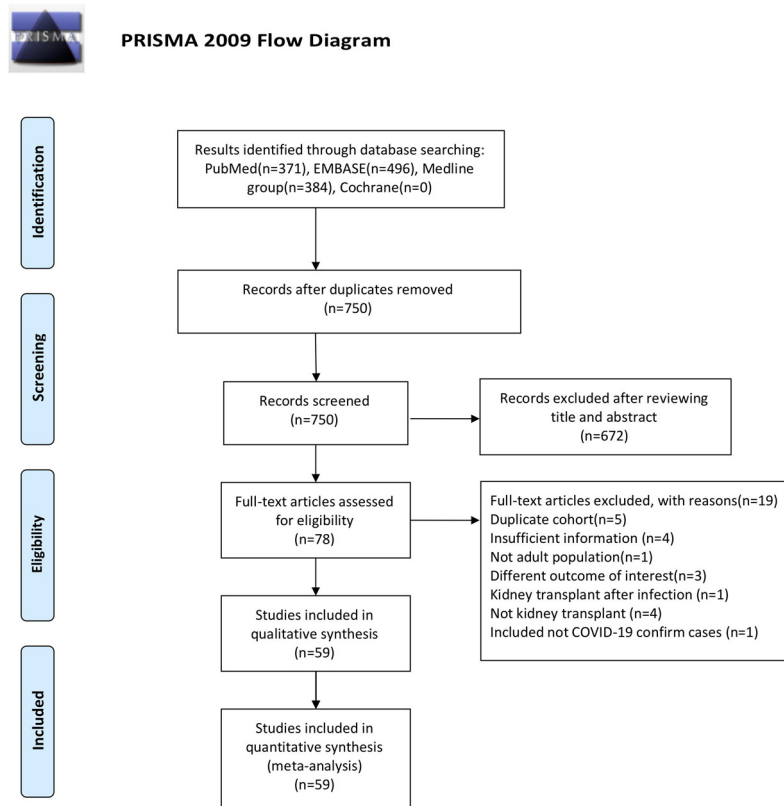 PRISMA
PRISMA 2009 Flow Diagram
Identification
Results identified through database searching:
PubMed(n=371), EMBASE(n=496), Medline
group(n=384), Cochrane(n=0)
Records after duplicates removed
(n=750)
Screening
Records screened
(n=750)
Records excluded after reviewing
title and abstract
(n=672)
Eligibility
Full-text articles assessed
for eligibility
(n=78)
Full-text articles excluded, with reasons(n=19)
Duplicate cohort(n=5)
Insufficient information (n=4)
Not adult population(n=1)
Different outcome of interest(n=3)
Kidney transplant after infection (n=1)
Not kidney transplant (n=4)
Included not COVID-19 confirm cases (n=1)
Studies included in
qualitative synthesis
(n=59)
Included
Studies included in
quantitative synthesis
(meta-analysis)
(n=59)